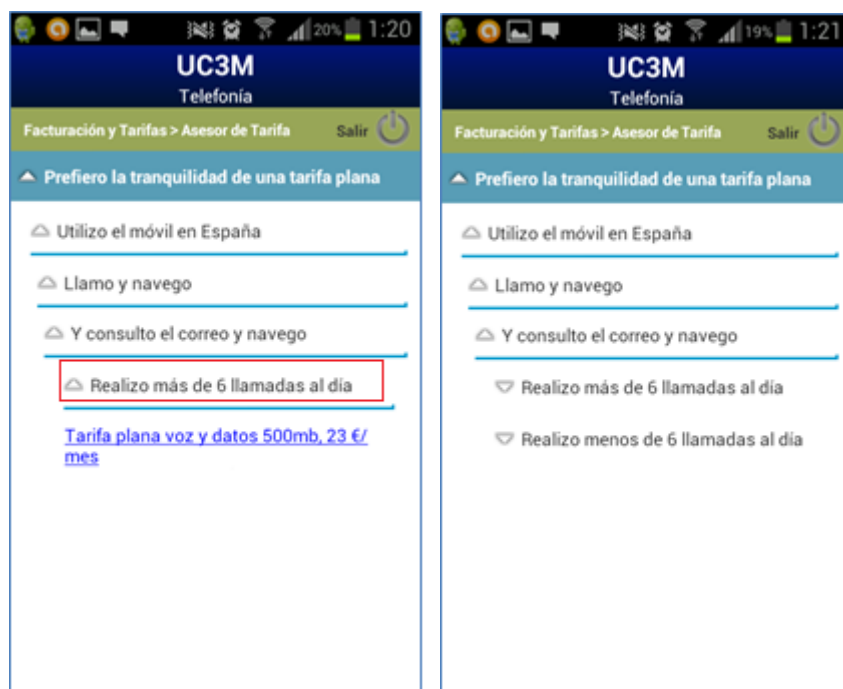 20% 1:20
UC3M
Telefonía
Facturación y Tarifas > Asesor de Tarifa Salir
Prefiero la tranquilidad de una tarifa plana
Utilizo el móvil en España
Llamo y navego
Y consulto el correo y navego
Realizo más de 6 llamadas al día
Tarifa plana voz y datos 500mb, 23 €/
mes
19% 1:21
UC3M
Telefonía
Facturación y Tarifas > Asesor de Tarifa Salir
Prefiero la tranquilidad de una tarifa plana
Utilizo el móvil en España
Llamo y navego
Y consulto el correo y navego
Realizo más de 6 llamadas al día
Realizo menos de 6 llamadas al día